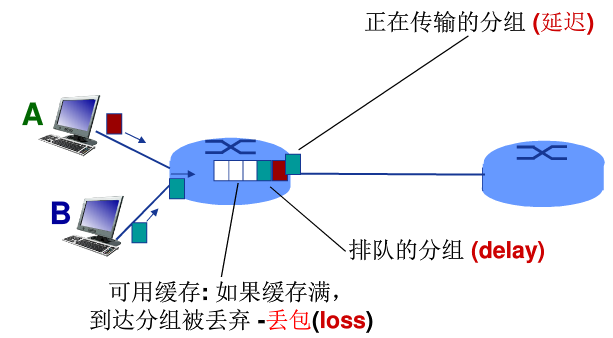 正在传输的分组 (延迟)
A
B
排队的分组 (delay)
可用缓存: 如果缓存满，
到达分组被丢弃 -丢包(loss)